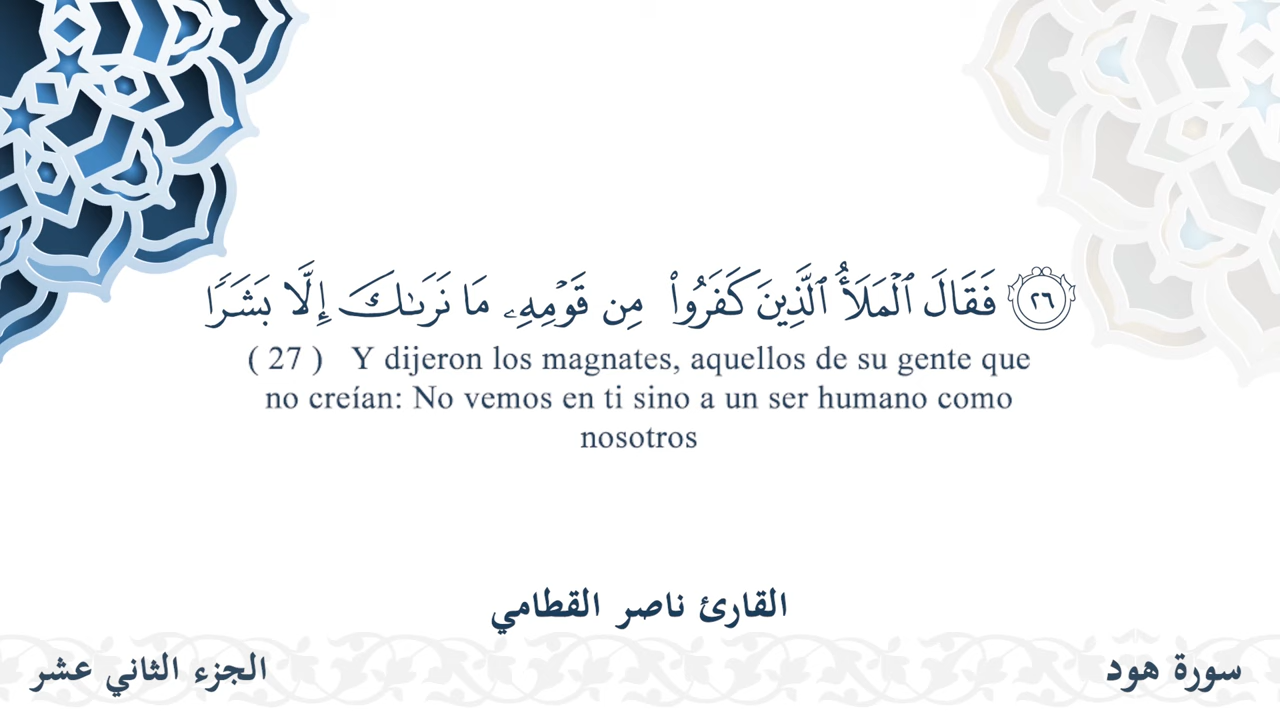 ٢٦ فَقَالَ ٱلۡمَلَأُ ٱلَّذِينَ كَفَرُواْ مِن قَوۡمِهِۦ مَا نَرَىٰكَ إِلَّا بَشَرٗا
( 27 ) Y dijeron los magnates, aquellos de su gente que
no creían: No vemos en ti sino a un ser humano como
nosotros
القارئ ناصر القطامي
سورة هود
الجزء الثاني عشر